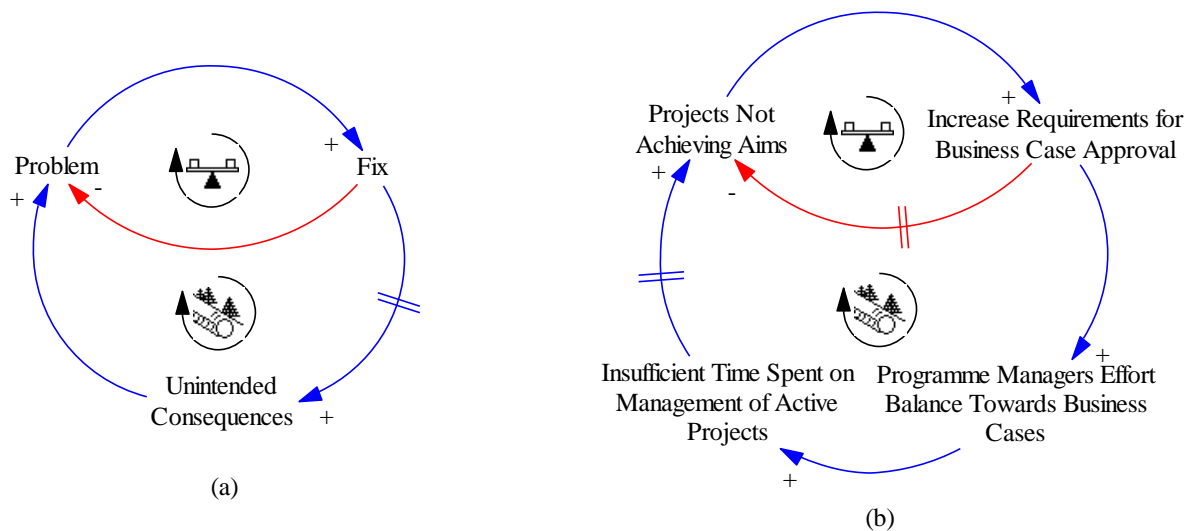 Problem
+
-
+
Fix
Unintended
Consequences
+
(a)
Projects Not
Achieving Aims
+
-
+
Increase Requirements for
Business Case Approval
+
Programme Managers Effort
Balance Towards Business
Cases
Insufficient Time Spent on
Management of Active
Projects
+
(b)